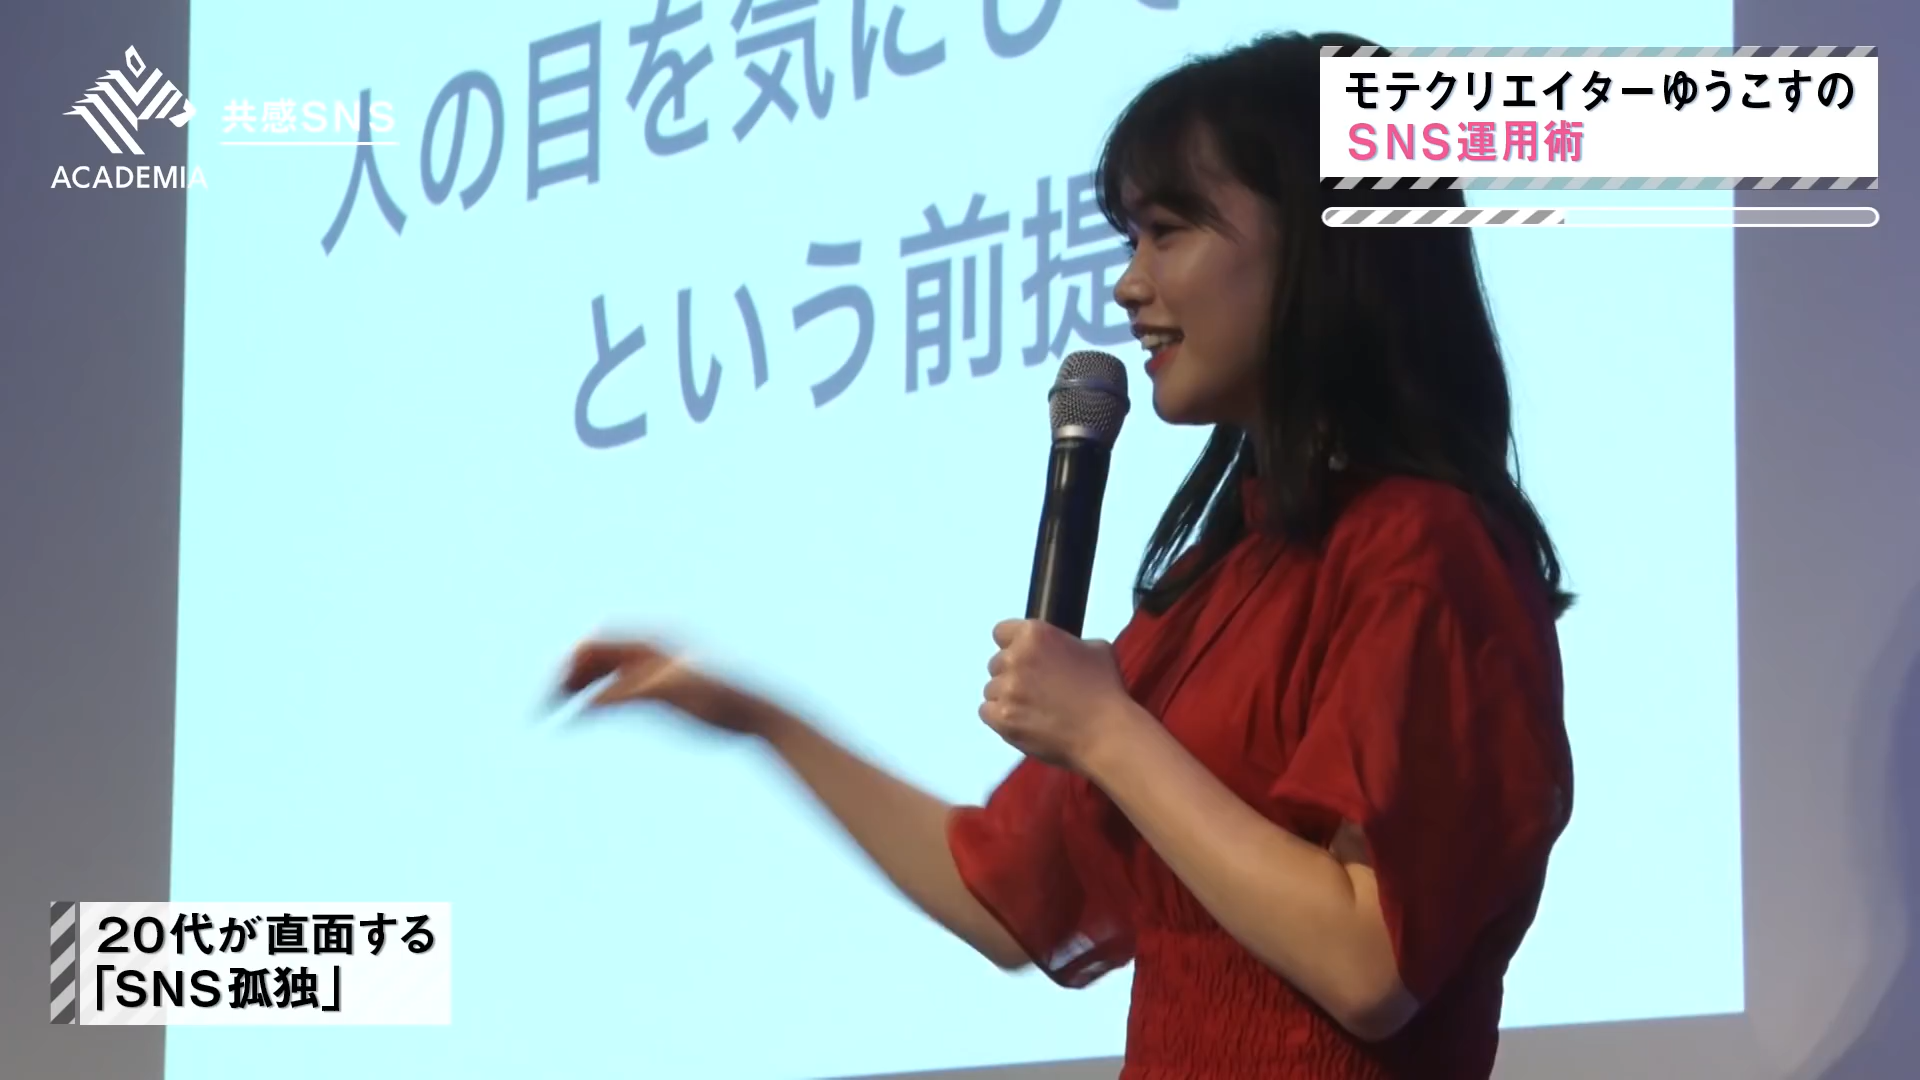 ACADEMIA
共感SNS
モテクリエイターゆうこすの
SNS運用術
人の目を気にして
という前提
20代が直面する
「SNS孤独」